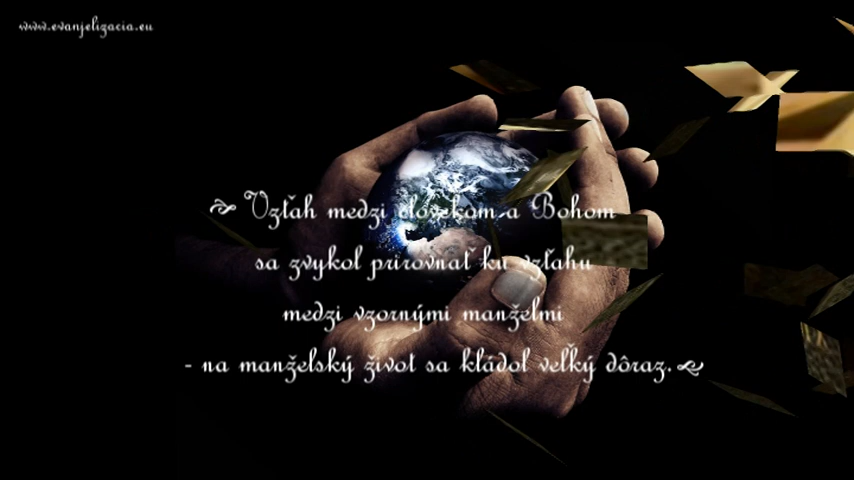 www.evanjelizacia.eu
Vzťah medzi človekom a Bohom
sa zvykol prirovnať ku vzťahu
medzi vzornými manželmi
- na manželský život sa kládol veľký dôraz.